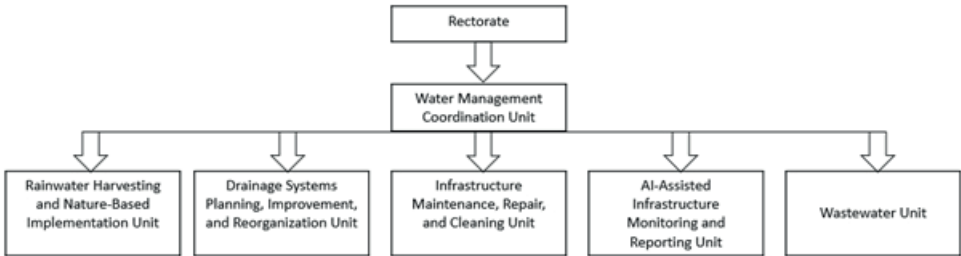 Rectorate
Water Management
Coordination Unit
Rainwater Harvesting
and Nature-Based
Implementation Unit
Drainage Systems
Planning, Improvement,
and Reorganization Unit
Infrastructure
Maintenance, Repair,
and Cleaning Unit
AI-Assisted
Infrastructure
Monitoring and
Reporting Unit
Wastewater Unit